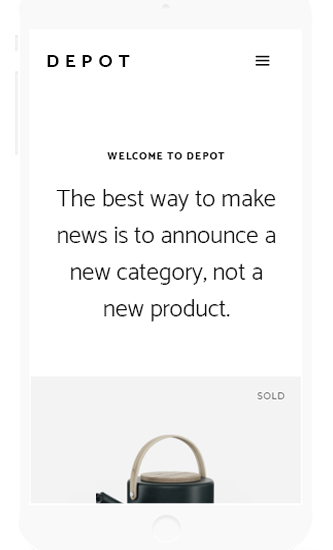 DEPOT
WELCOME TO DEPOT
The best way to make
news is to announce a
new category, not a
new product.
SOLD